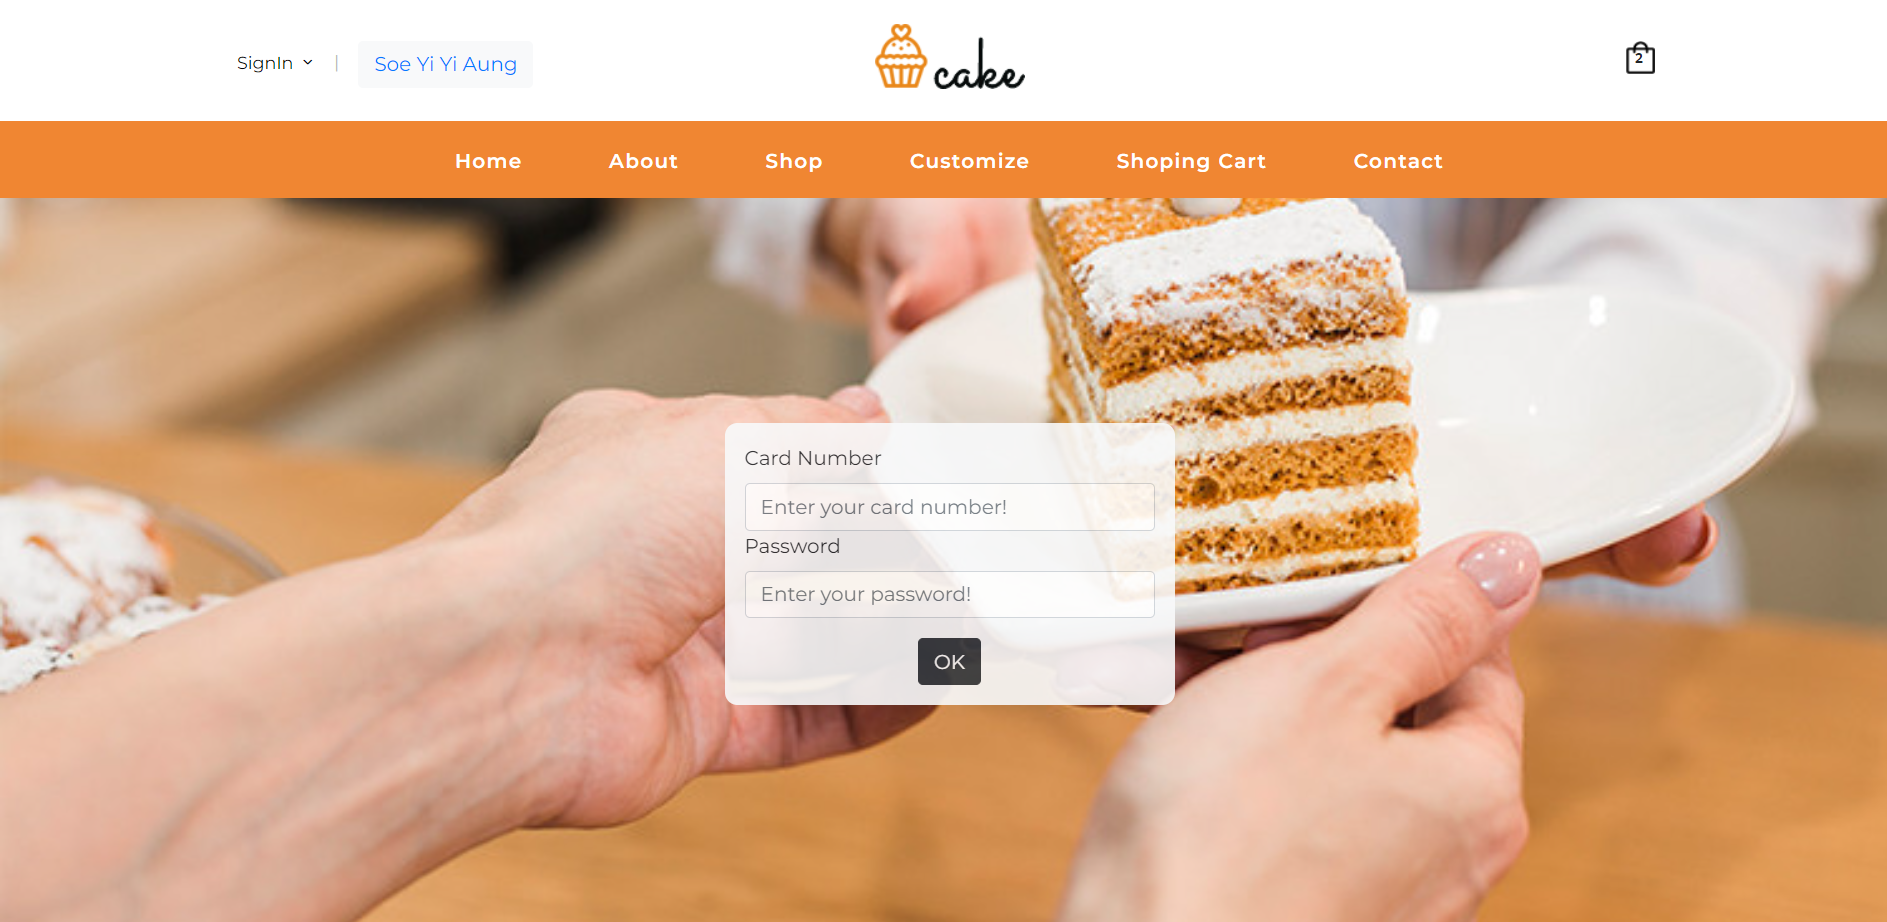 SignIn | Soe Yi Yi Aung
cake
2
Home About Shop Customize Shoping Cart Contact
Card Number
Enter your card number!
Password
Enter your password!
OK